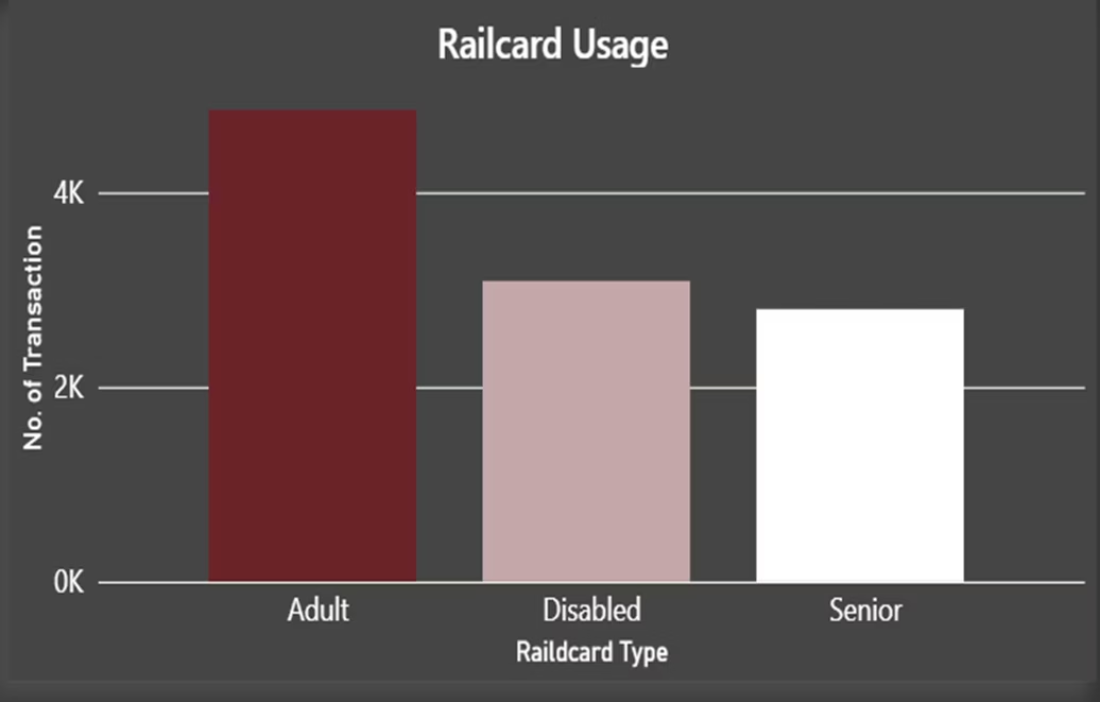 Railcard Usage
4K
2K
0K
No. of Transaction
Adult
Disabled
Senior
Raildcard Type